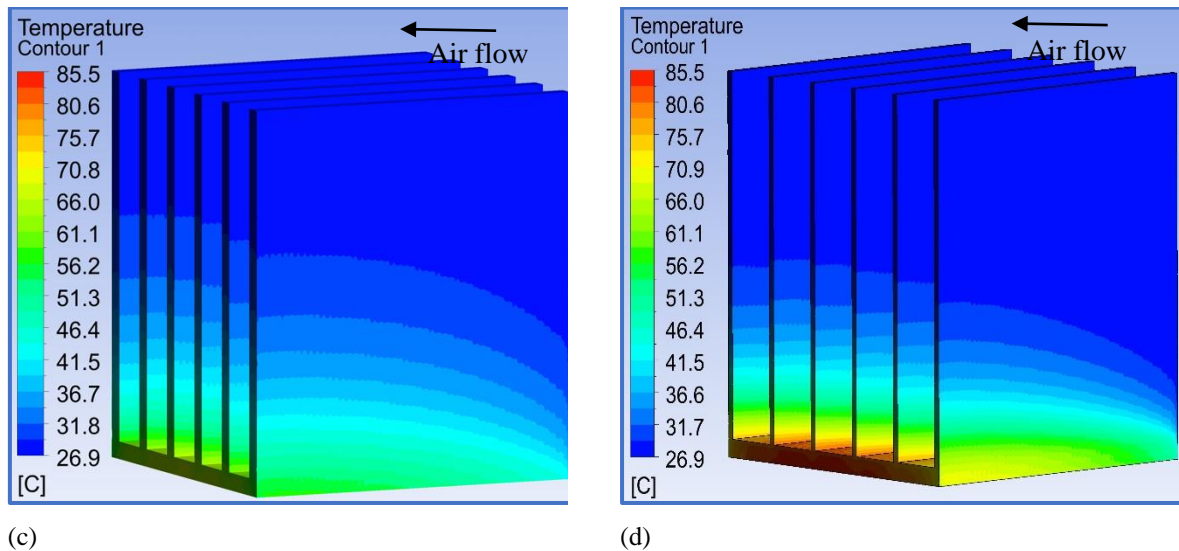 Temperature
Contour 1
Air flow
85.5
80.6
75.7
70.8
66.0
61.1
56.2
51.3
46.4
41.5
36.7
31.8
26.9
[C]
(c)
Temperature
Contour 1
Air flow
85.5
80.6
75.7
70.9
66.0
61.1
56.2
51.3
46.4
41.5
36.6
31.7
26.9
[C]
(d)